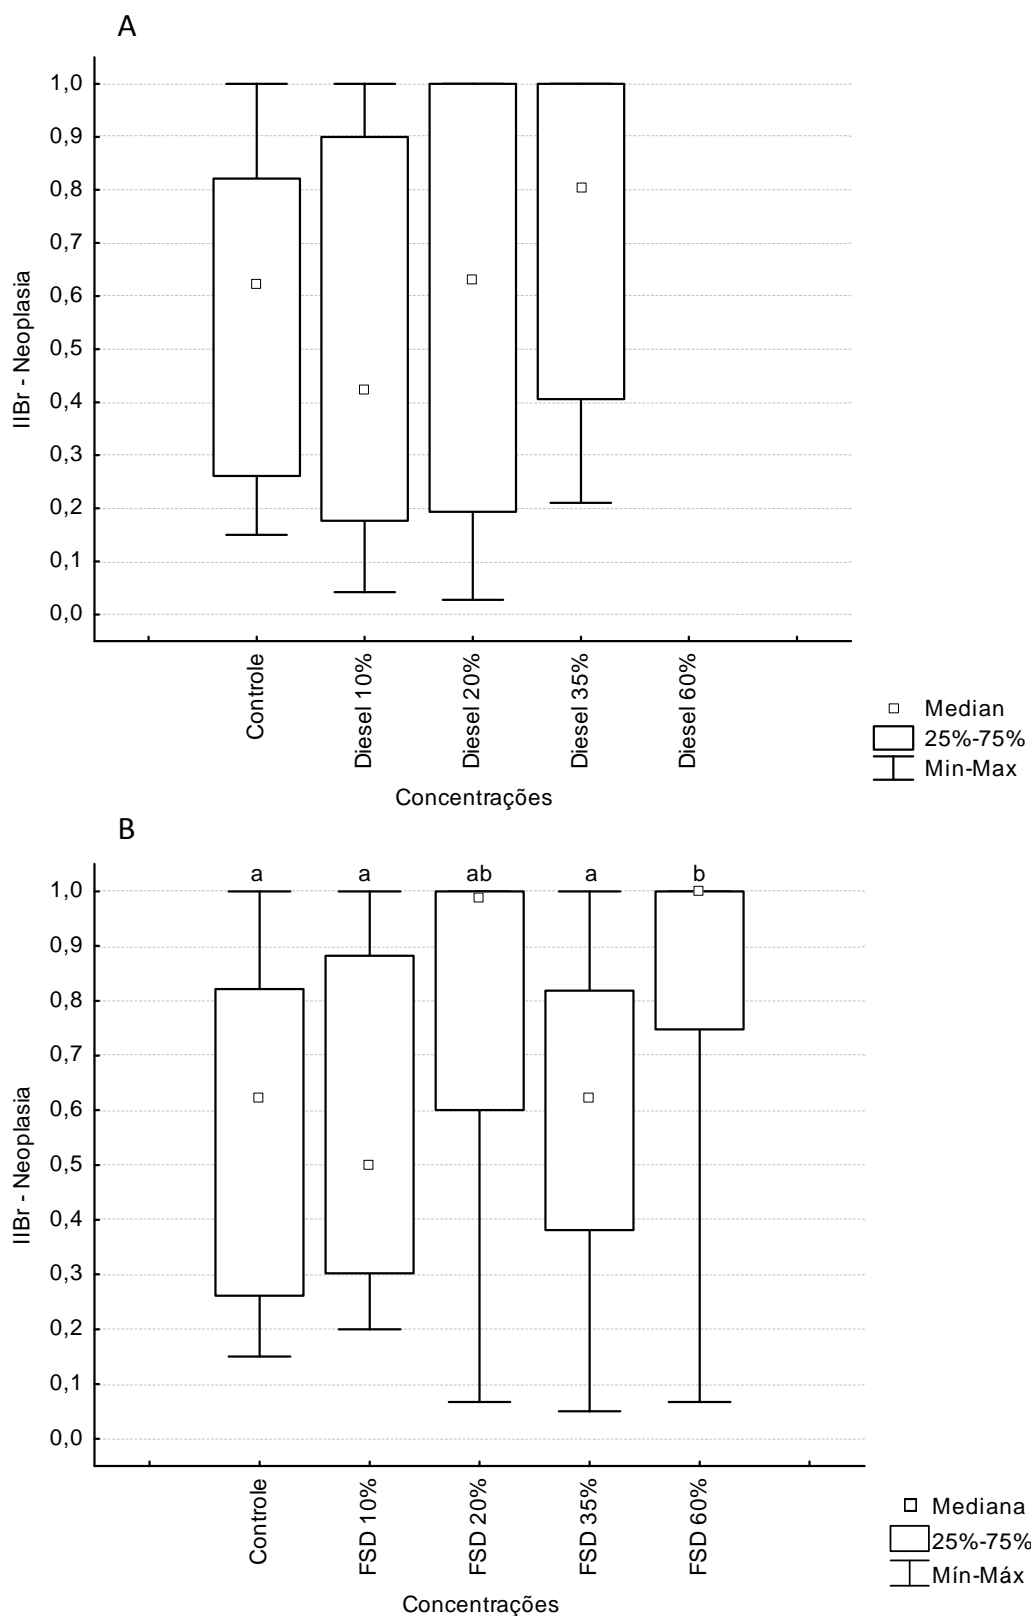 A
1,0
0,9
0,8
0,7
0,6
0,5
0,4
0,3
0,2
0,1
0,0
IIBr - Neoplasia
Controle
Diesel 10%
Diesel 20%
Diesel 35%
Diesel 60%
Concentrações
Median
25%-75%
Min-Max
B
a
a
ab
a
b
1,0
0,9
0,8
0,7
0,6
0,5
0,4
0,3
0,2
0,1
0,0
IIBr - Neoplasia
Controle
FSD 10%
FSD 20%
FSD 35%
FSD 60%
Concentrações
Mediana
25%-75%
Mín-Máx